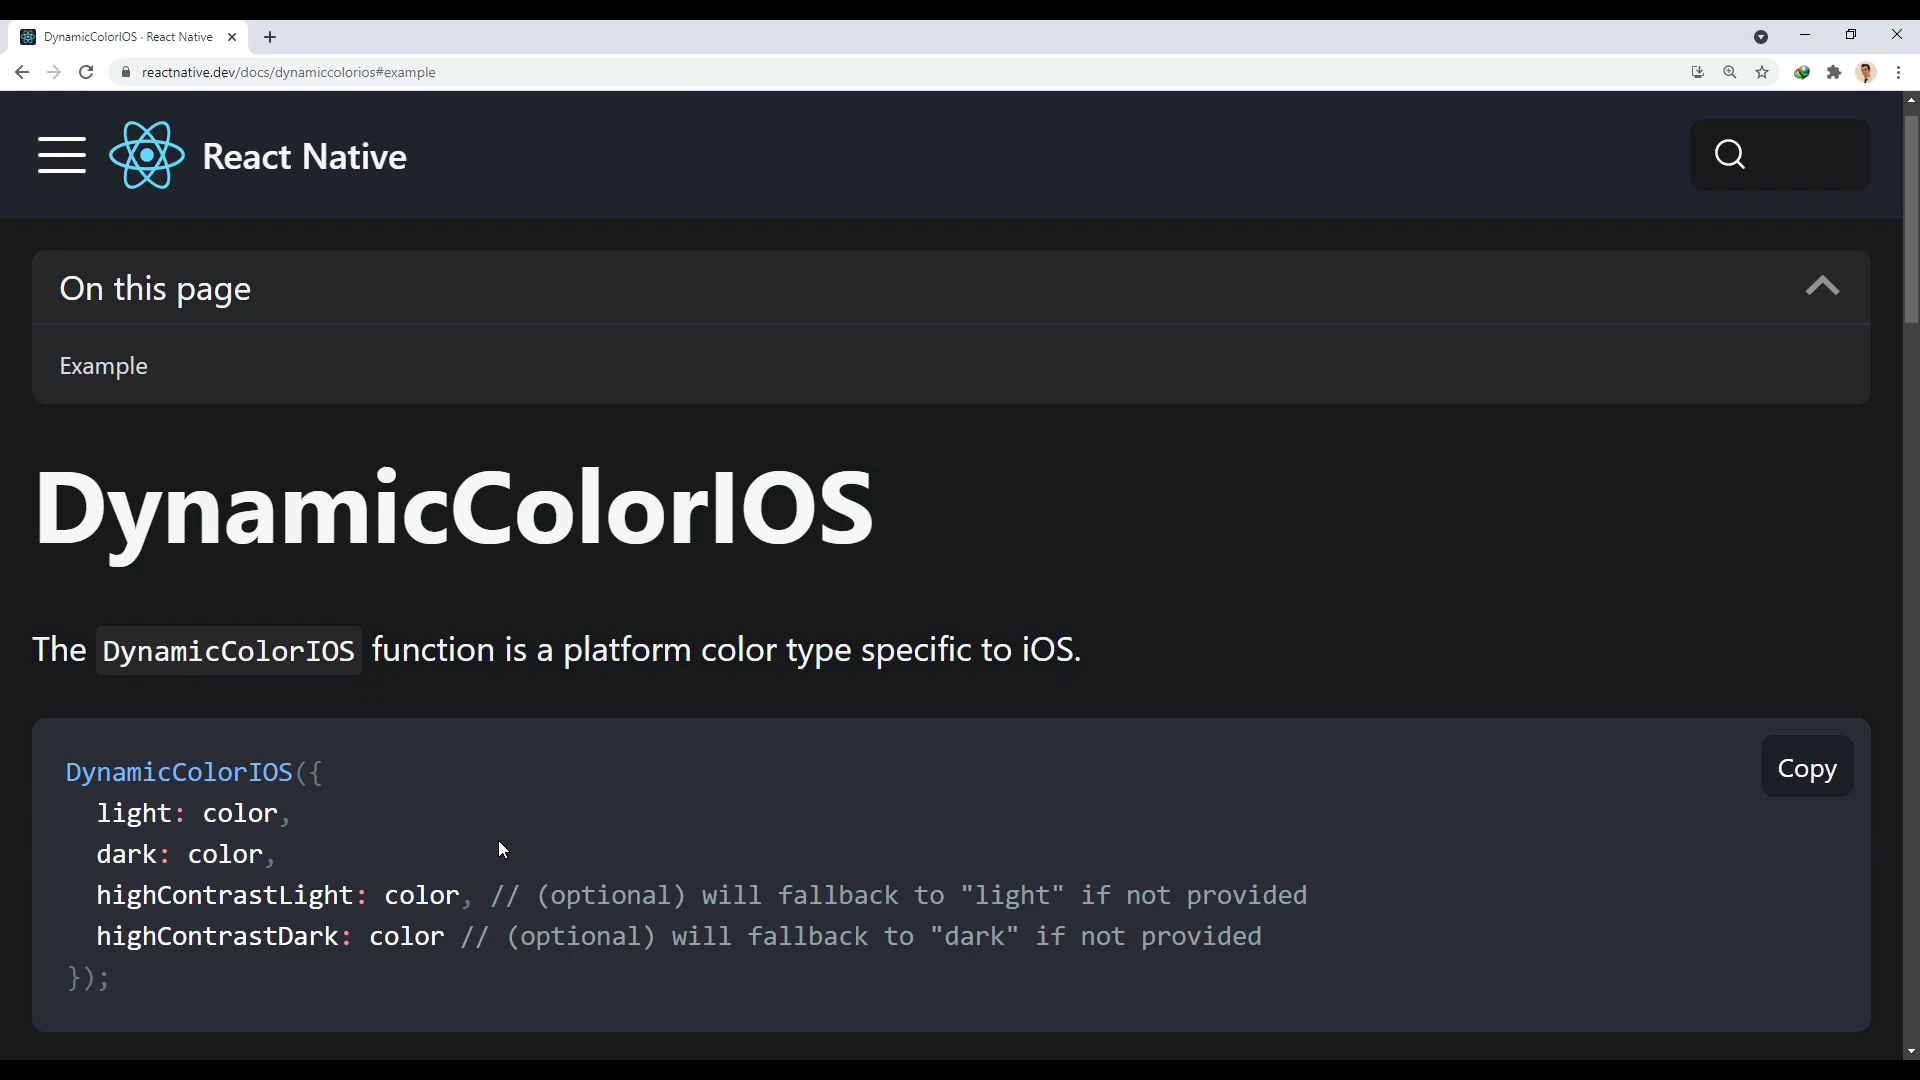 DynamicColorIOS · React Native
reactnative.dev/docs/dynamiccolorios#example
React Native
On this page
Example
DynamicColorIOS
The DynamicColorIOS function is a platform color type specific to iOS.
Copy
DynamicColorIOS({
  light: color,
  dark: color,
  highContrastLight: color, // (optional) will fallback to "light" if not provided
  highContrastDark: color // (optional) will fallback to "dark" if not provided
});